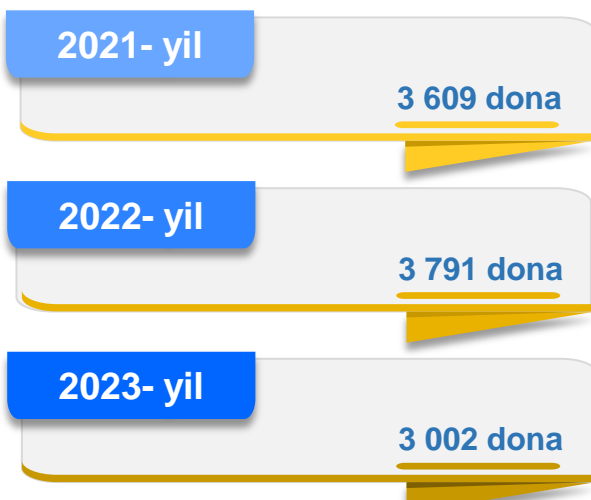 2021- yil
3 609 dona
2022- yil
3 791 dona
2023- yil
3 002 dona